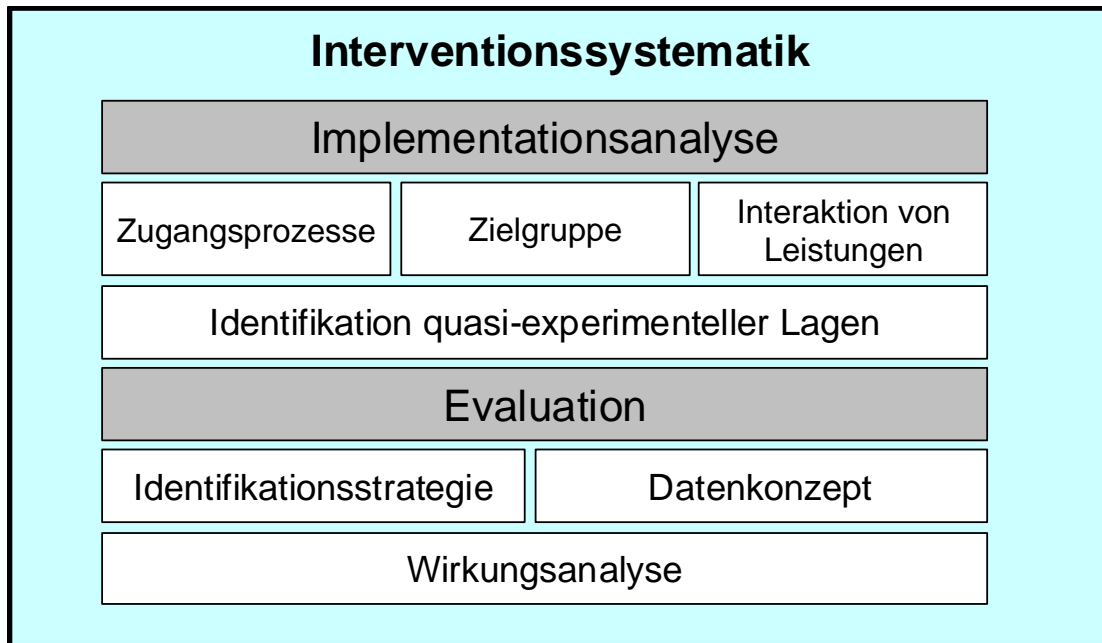 Interventionssystematik
Implementationsanalyse
Zugangsprozesse
Zielgruppe
Interaktion von
Leistungen
Identifikation quasi-experimenteller Lagen
Evaluation
Identifikationsstrategie
Datenkonzept
Wirkungsanalyse